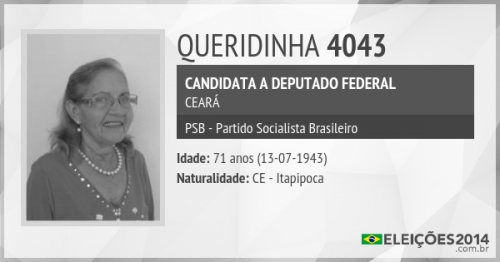 QUERIDINHA 4043
CANDIDATA A DEPUTADO FEDERAL
CEARÁ
PSB - Partido Socialista Brasileiro
Idade: 71 anos (13-07-1943)
Naturalidade: CE - Itapipoca
ELEIÇÕES2014
.com.br